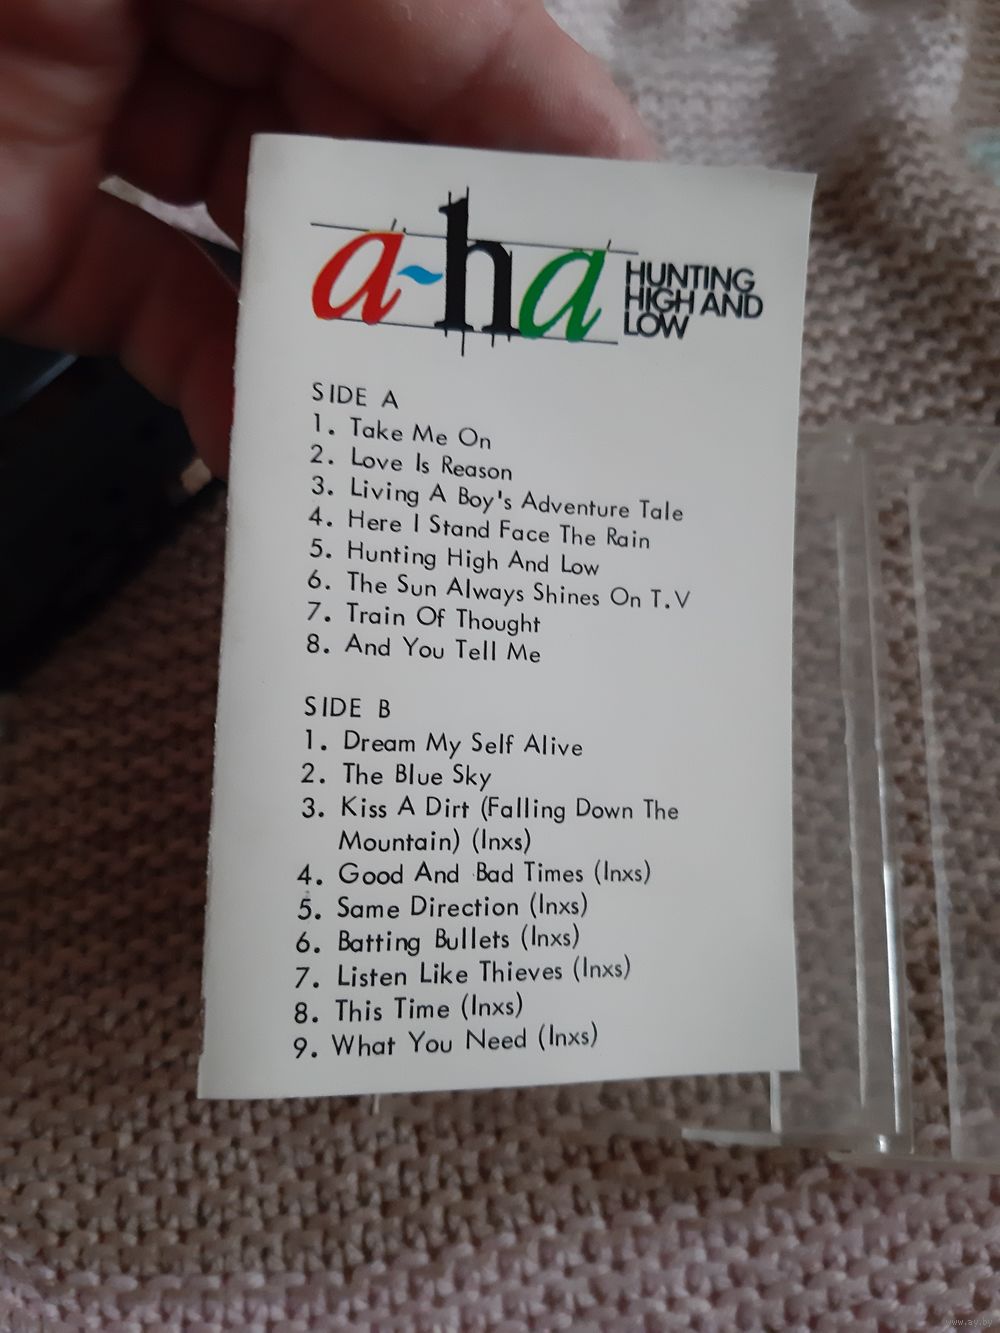 a-ha
HUNTING
HIGH AND
LOW
SIDE A
1. Take Me On
2. Love Is Reason
3. Living A Boy's Adventure Tale
4. Here I Stand Face The Rain
5. Hunting High And Low
6. The Sun Always Shines On T.V
7. Train Of Thought
8. And You Tell Me
SIDE B
1. Dream My Self Alive
2. The Blue Sky
3. Kiss A Dirt (Falling Down The
Mountain) (Inxs)
4. Good And Bad Times (Inxs)
5. Same Direction (Inxs)
6. Batting Bullets (Inxs)
7. Listen Like Thieves (Inxs)
8. This Time (Inxs)
9. What You Need (Inxs)
www.ay.by